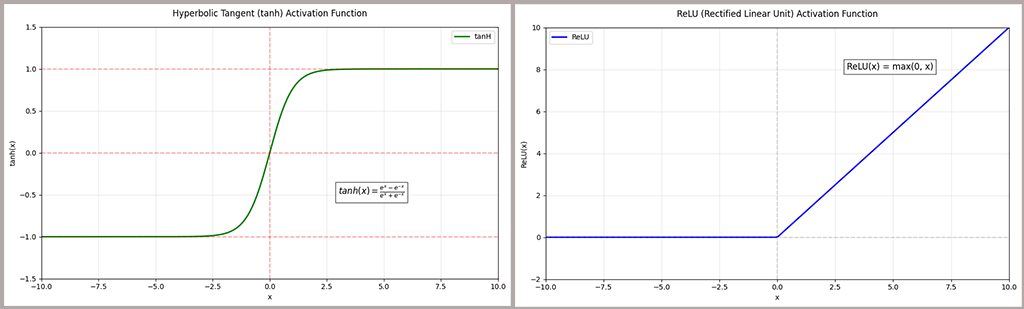 Hyperbolic Tangent (tanh) Activation Function
1.5
1.0
0.5
0.0
−0.5
−1.0
−1.5
tanh(x)
tanH
tanh(x) = \frac{e^x − e^{−x}}{e^x + e^{−x}}
−10.0 −7.5 −5.0 −2.5 0.0 2.5 5.0 7.5 10.0
x
ReLU (Rectified Linear Unit) Activation Function
10
8
6
4
2
0
−2
ReLU(x)
ReLU
ReLU(x) = max(0, x)
−10.0 −7.5 −5.0 −2.5 0.0 2.5 5.0 7.5 10.0
x